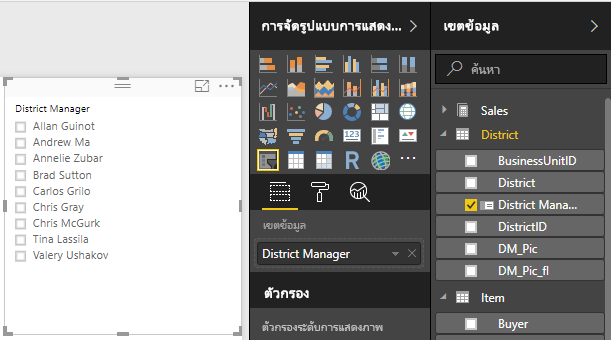 District Manager
Allan Guinot
Andrew Ma
Annelie Zubar
Brad Sutton
Carlos Grilo
Chris Gray
Chris McGurk
Tina Lassila
Valery Ushakov
การจัดรูปแบบการแสดง...
123
R
เขตข้อมูล
District Manager
ตัวกรอง
ตัวกรองระดับการแสดงภาพ
เขตข้อมูล
ค้นหา
Sales
District
BusinessUnitID
District
District Mana...
DistrictID
DM_Pic
DM_Pic_fl
Item
Buyer